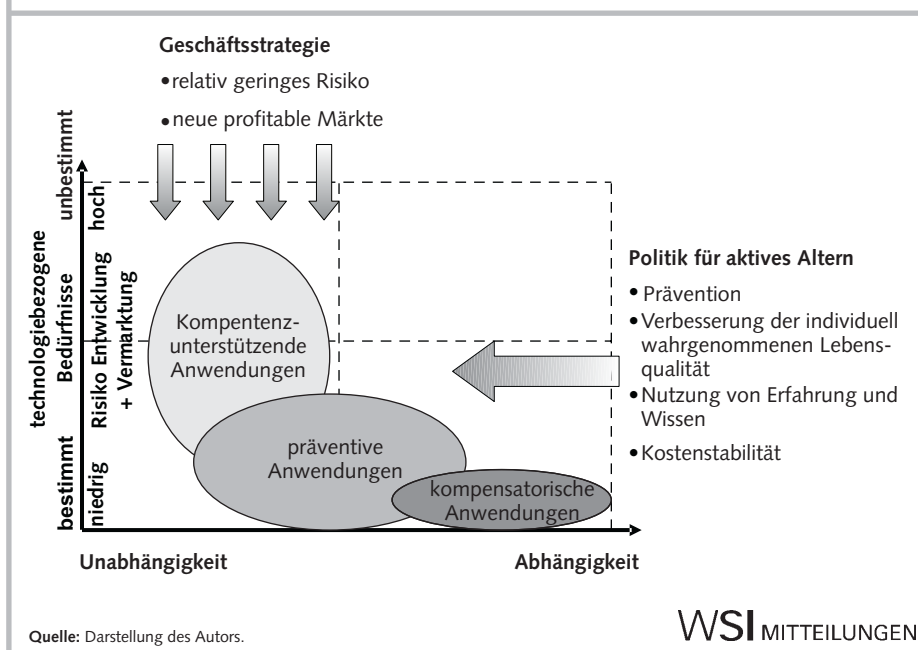 Geschäftsstrategie
•relativ geringes Risiko
•neue profitable Märkte
technologiebezogene
Bedürfnisse
unbestimmt
bestimmt
hoch
Risiko Entwicklung
+ Vermarktung
niedrig
Kompentenz-
unterstützende
Anwendungen
präventive
Anwendungen
kompensatorische
Anwendungen
Unabhängigkeit
Abhängigkeit
Politik für aktives Altern
• Prävention
•Verbesserung der individuell
wahrgenommenen Lebens-
qualität
•Nutzung von Erfahrung und
Wissen
•Kostenstabilität
Quelle: Darstellung des Autors.
WSI MITTEILUNGEN